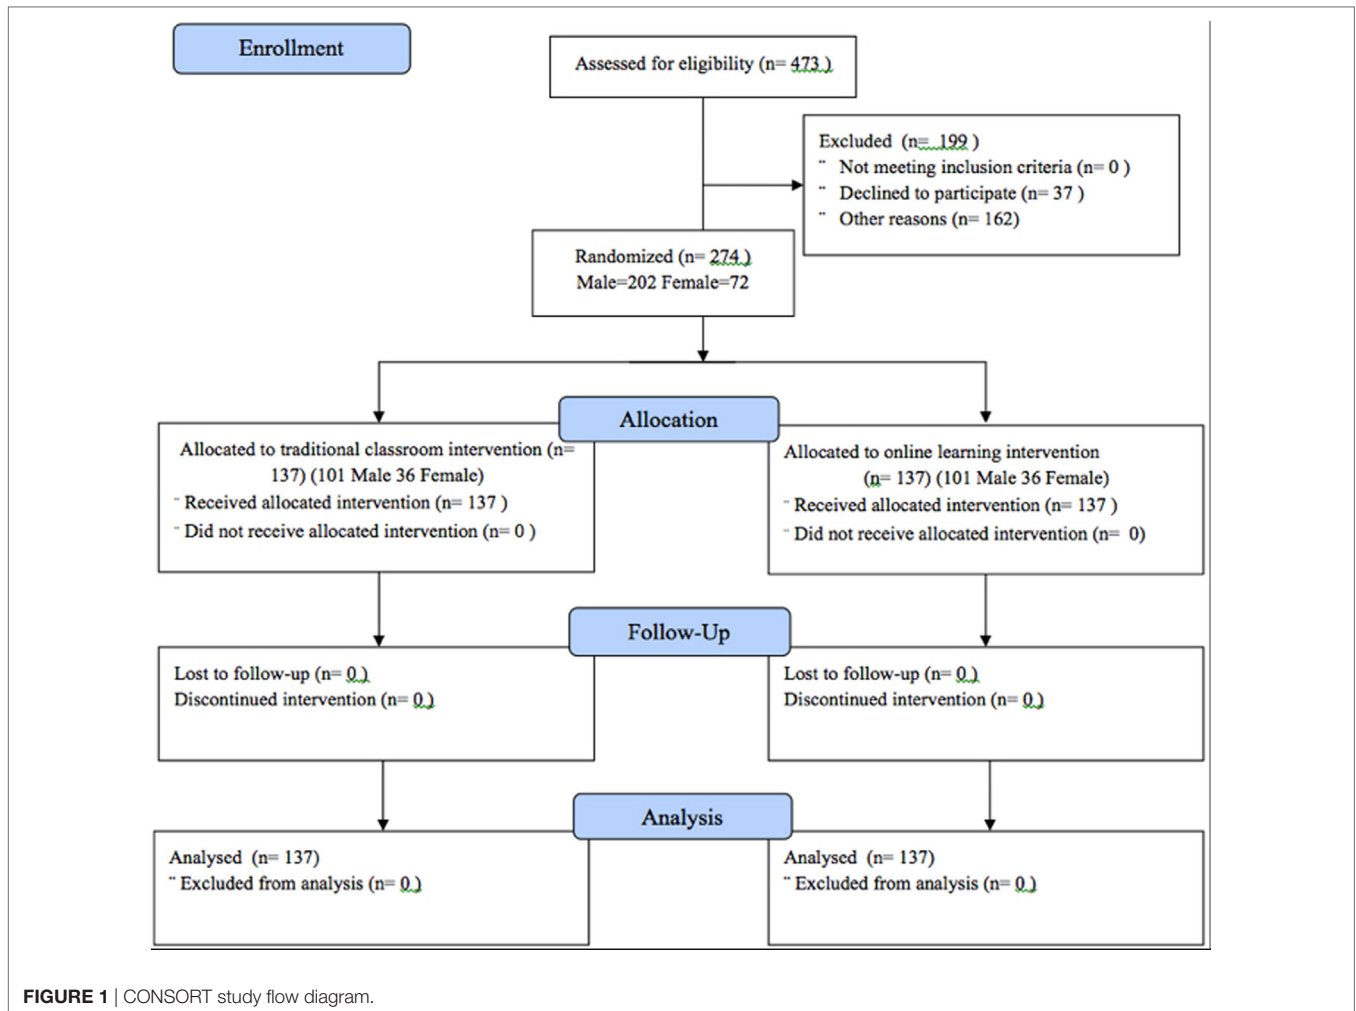 Enrollment
Assessed for eligibility (n= 473 )
Excluded (n= 199 )
¨ Not meeting inclusion criteria (n= 0 )
¨ Declined to participate (n= 37 )
¨ Other reasons (n= 162)
Randomized (n= 274 )
Male=202 Female=72
Allocation
Allocated to traditional classroom intervention (n=
137) (101 Male 36 Female)
¨ Received allocated intervention (n= 137 )
¨ Did not receive allocated intervention (n= 0 )
Allocated to online learning intervention
(n= 137) (101 Male 36 Female)
¨ Received allocated intervention (n= 137 )
¨ Did not receive allocated intervention (n= 0)
Follow-Up
Lost to follow-up (n= 0 )
Discontinued intervention (n= 0 )
Lost to follow-up (n= 0 )
Discontinued intervention (n= 0 )
Analysis
Analysed (n= 137)
¨ Excluded from analysis (n= 0 )
Analysed (n= 137)
¨ Excluded from analysis (n= 0 )
FIGURE 1 | CONSORT study flow diagram.